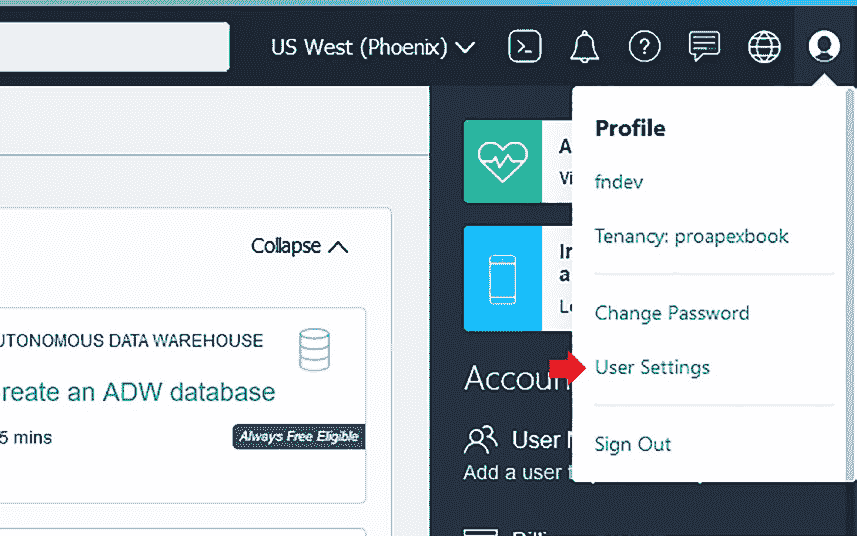 US West (Phoenix)
Profile
fndev
Tenancy: proapexbook
Change Password
User Settings
Sign Out
Collapse
UTONOMOUS DATA WAREHOUSE
reate an ADW database
5 mins
Always Free Eligible
A
Vi
Ir
a
Le
Accoun
User
Add a user t